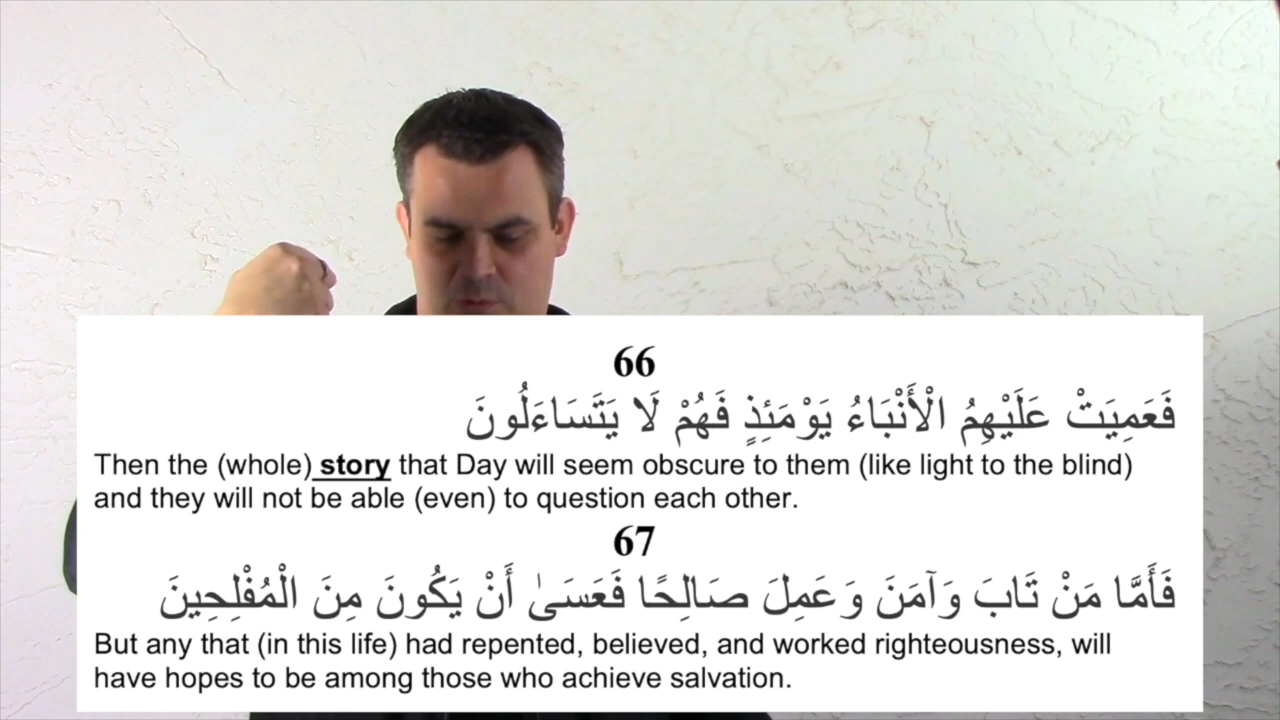 66
فَعَمِيَتْ عَلَيْهِمُ الْأَنْبَاءُ يَوْمَئِذٍ فَهُمْ لَا يَتَسَاءَلُونَ
Then the (whole) story that Day will seem obscure to them (like light to the blind)
and they will not be able (even) to question each other.
67
فَأَمَّا مَنْ تَابَ وَآمَنَ وَعَمِلَ صَالِحًا فَعَسَىٰ أَنْ يَكُونَ مِنَ الْمُفْلِحِينَ
But any that (in this life) had repented, believed, and worked righteousness, will
have hopes to be among those who achieve salvation.